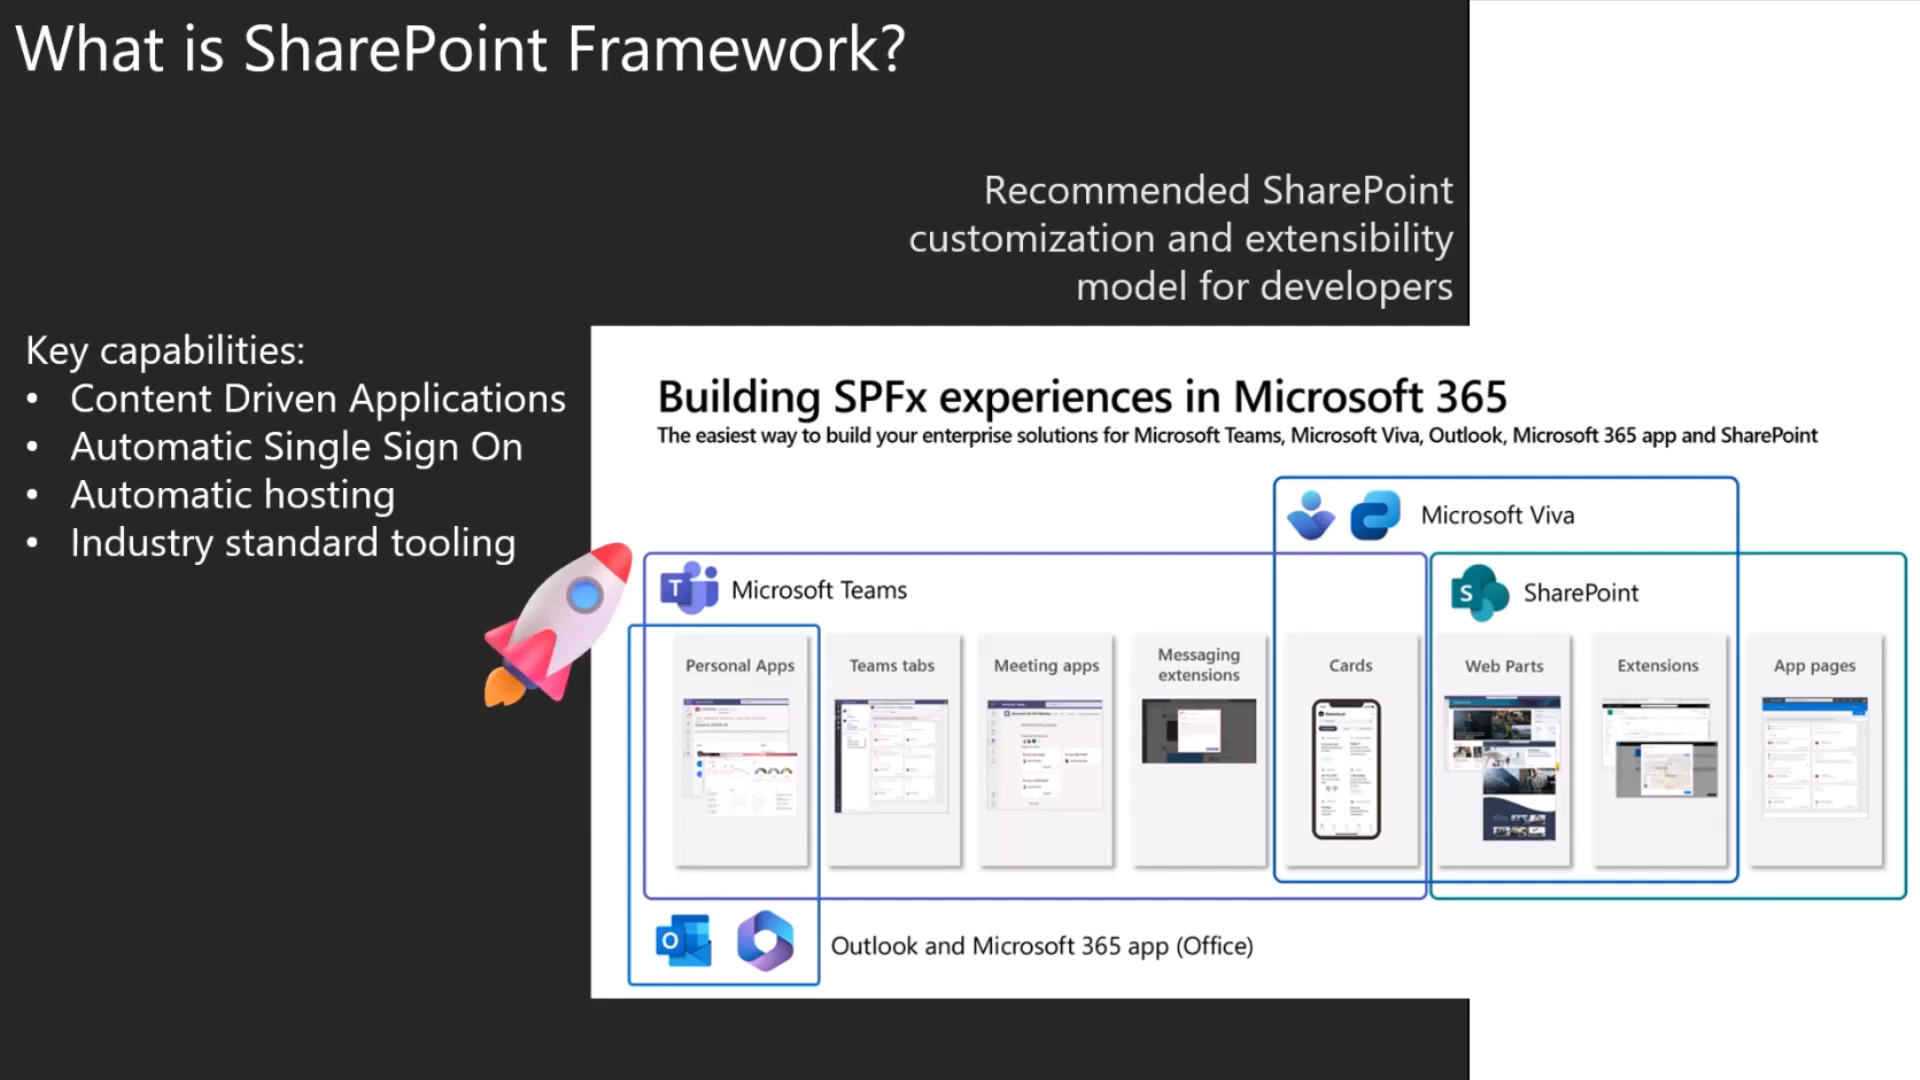 What is SharePoint Framework?
Recommended SharePoint
customization and extensibility
model for developers
Key capabilities:
• Content Driven Applications
• Automatic Single Sign On
• Automatic hosting
• Industry standard tooling
Building SPFx experiences in Microsoft 365
The easiest way to build your enterprise solutions for Microsoft Teams, Microsoft Viva, Outlook, Microsoft 365 app and SharePoint
Microsoft Viva
T
Microsoft Teams
S
SharePoint
Personal Apps
Teams tabs
Meeting apps
Messaging
extensions
Cards
Web Parts
Extensions
App pages
O
Outlook and Microsoft 365 app (Office)